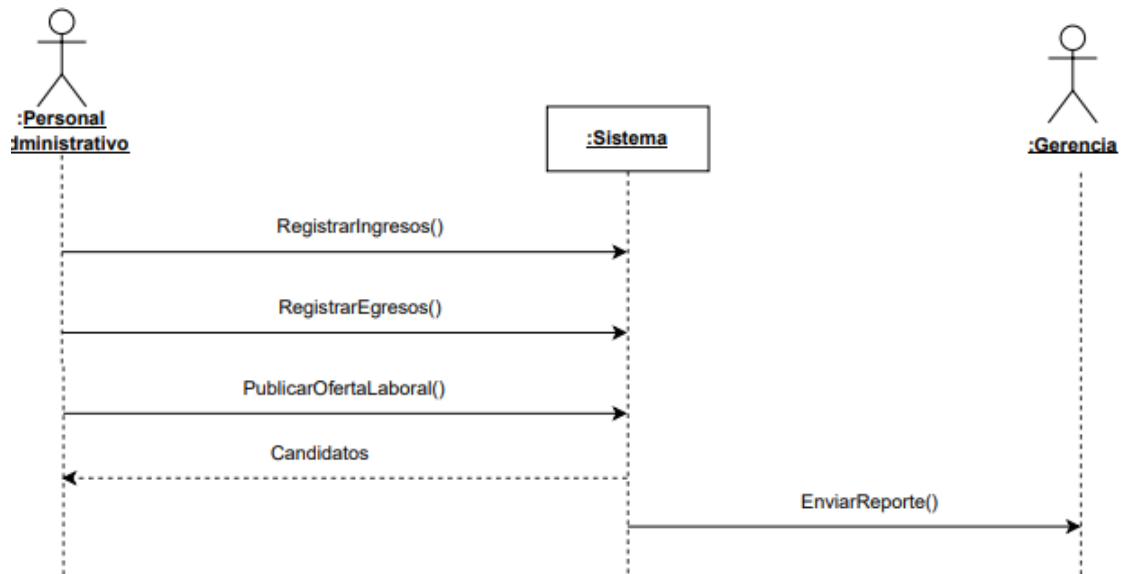 :Personal
dministrativo
:Sistema
:Gerencia
RegistrarIngresos()
RegistrarEgresos()
PublicarOfertaLaboral()
Candidatos
EnviarReporte()